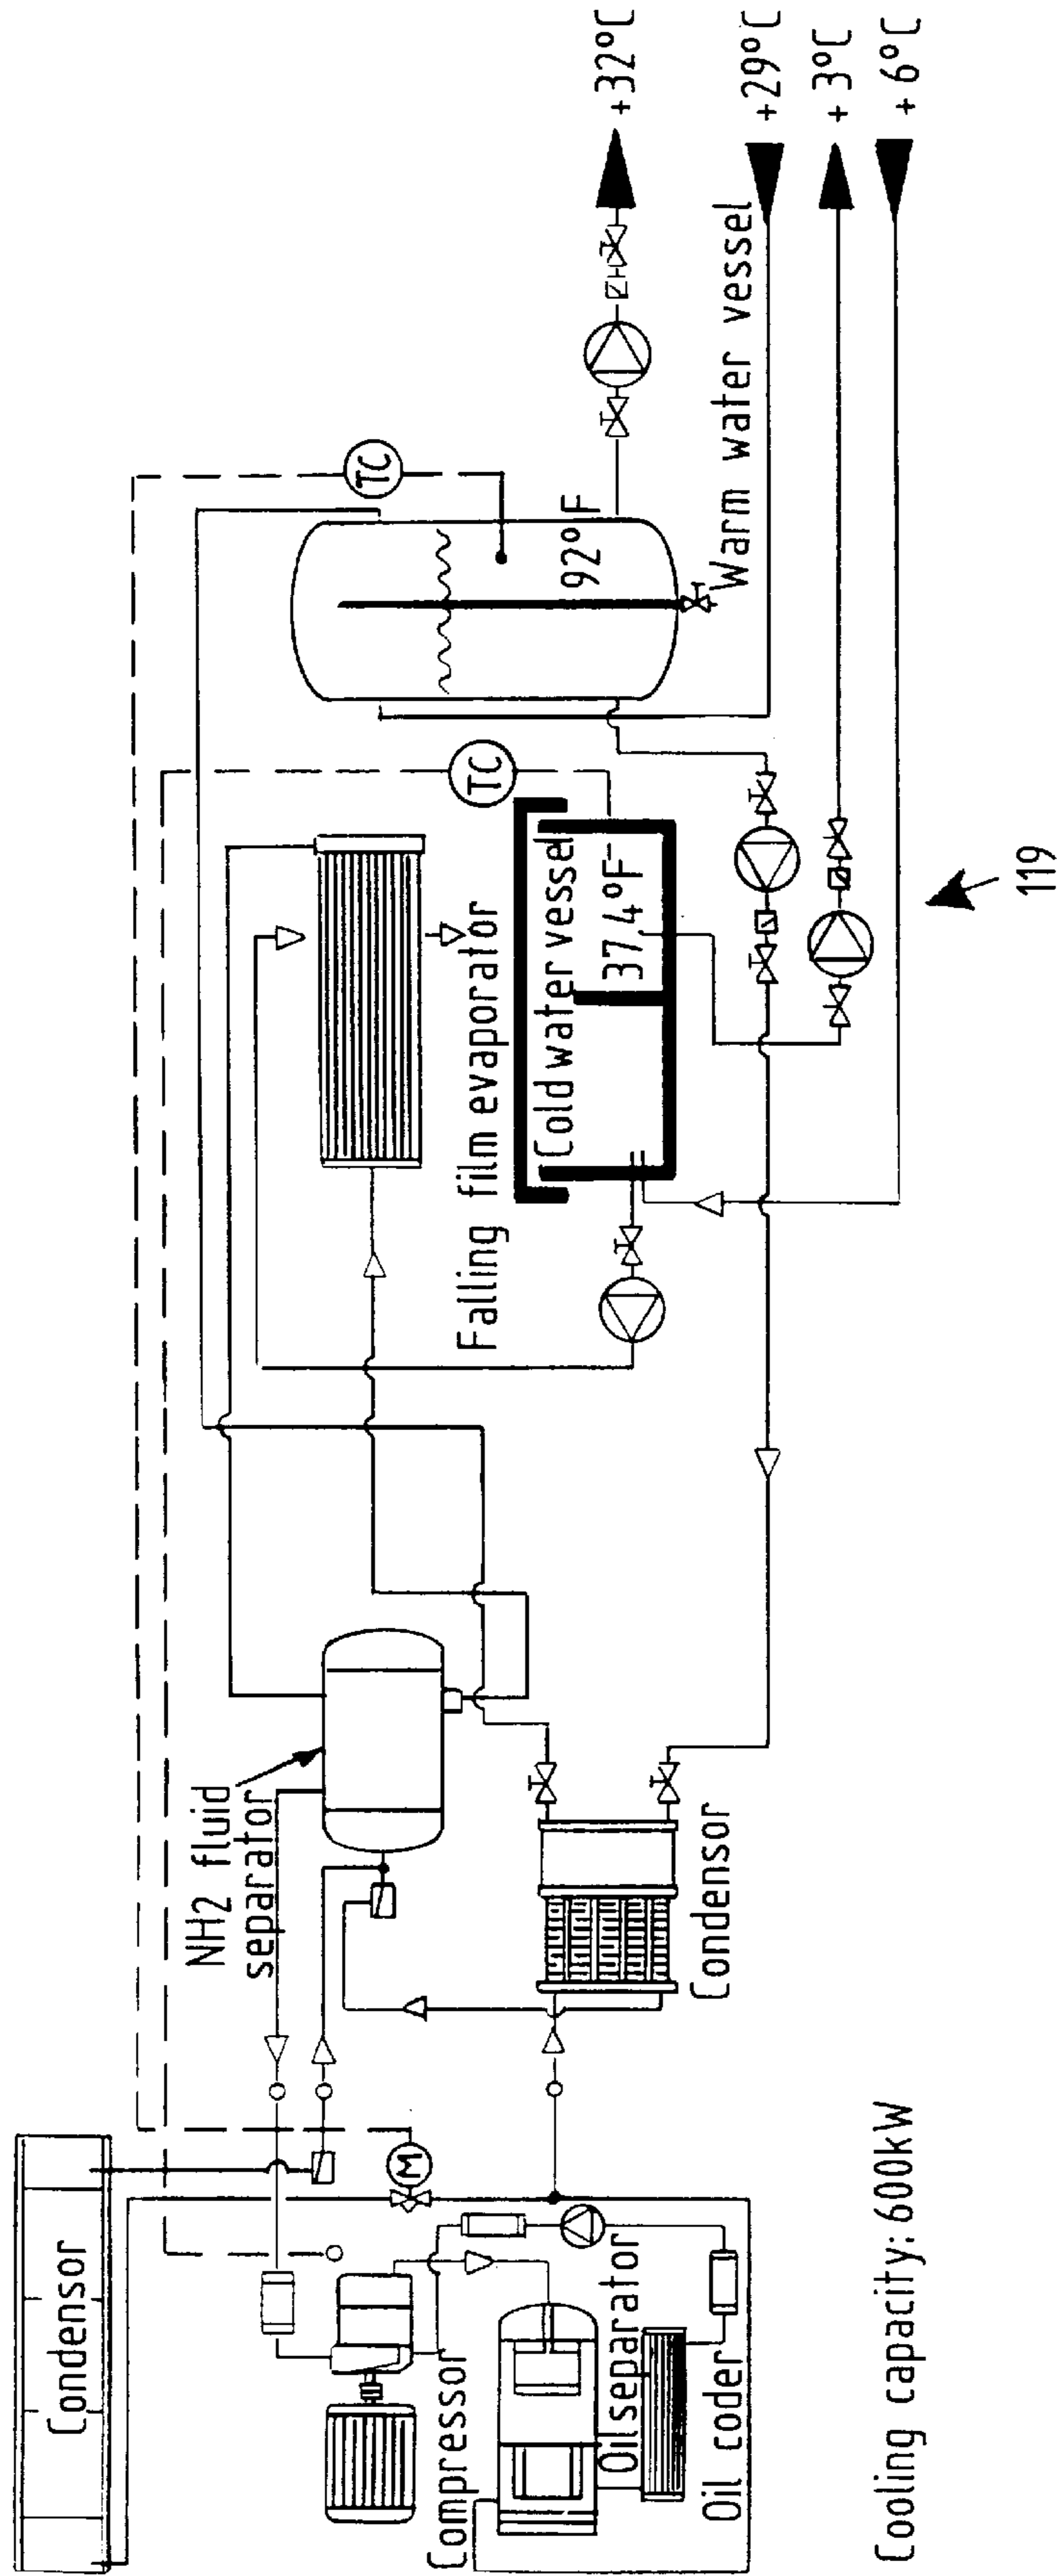 Condensor
NH2 fluid
separator
M
Compressor
Oilseparator
Oil coder
Condensor
Cooling capacity: 600kW
Falling film evaporator
TC
Cold water vessel
37,4°F
TC
92° F
Warm water vessel
+32°C
+29°C
+ 3°C
+ 6°C
119